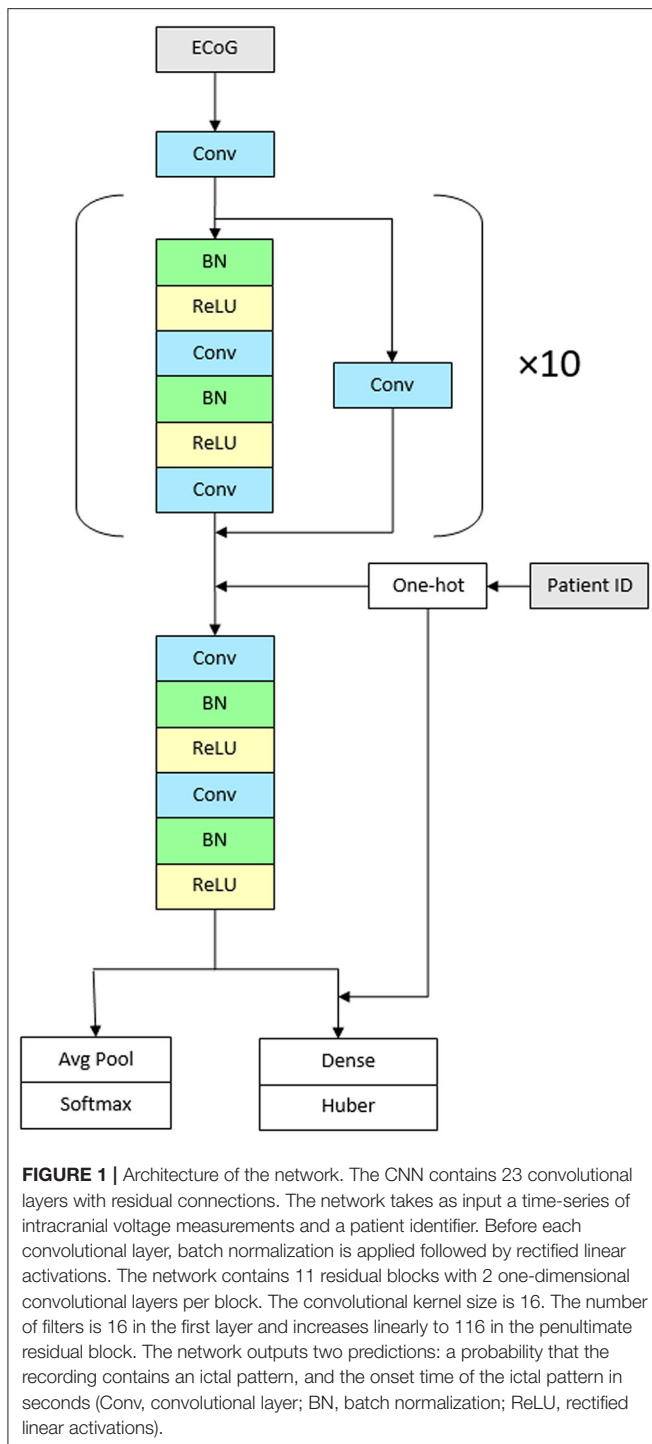 ECoG
Conv
BN
ReLU
Conv
BN
ReLU
Conv
Conv
×10
One-hot
Patient ID
Conv
BN
ReLU
Conv
BN
ReLU
Avg Pool
Softmax
Dense
Huber
FIGURE 1 | Architecture of the network. The CNN contains 23 convolutional
layers with residual connections. The network takes as input a time-series of
intracranial voltage measurements and a patient identifier. Before each
convolutional layer, batch normalization is applied followed by rectified linear
activations. The network contains 11 residual blocks with 2 one-dimensional
convolutional layers per block. The convolutional kernel size is 16. The number
of filters is 16 in the first layer and increases linearly to 116 in the penultimate
residual block. The network outputs two predictions: a probability that the
recording contains an ictal pattern, and the onset time of the ictal pattern in
seconds (Conv, convolutional layer; BN, batch normalization; ReLU, rectified
linear activations).